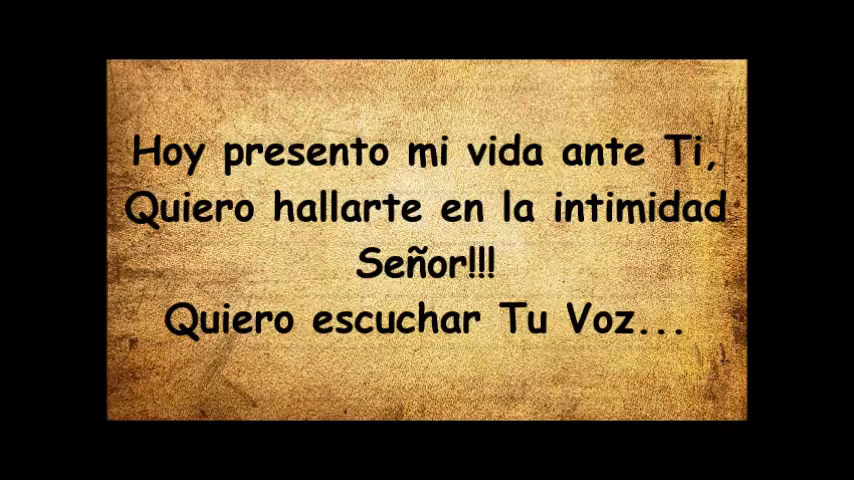 Hoy presento mi vida ante Ti,
Quiero hallarte en la intimidad
Señor!!!
Quiero escuchar Tu Voz...